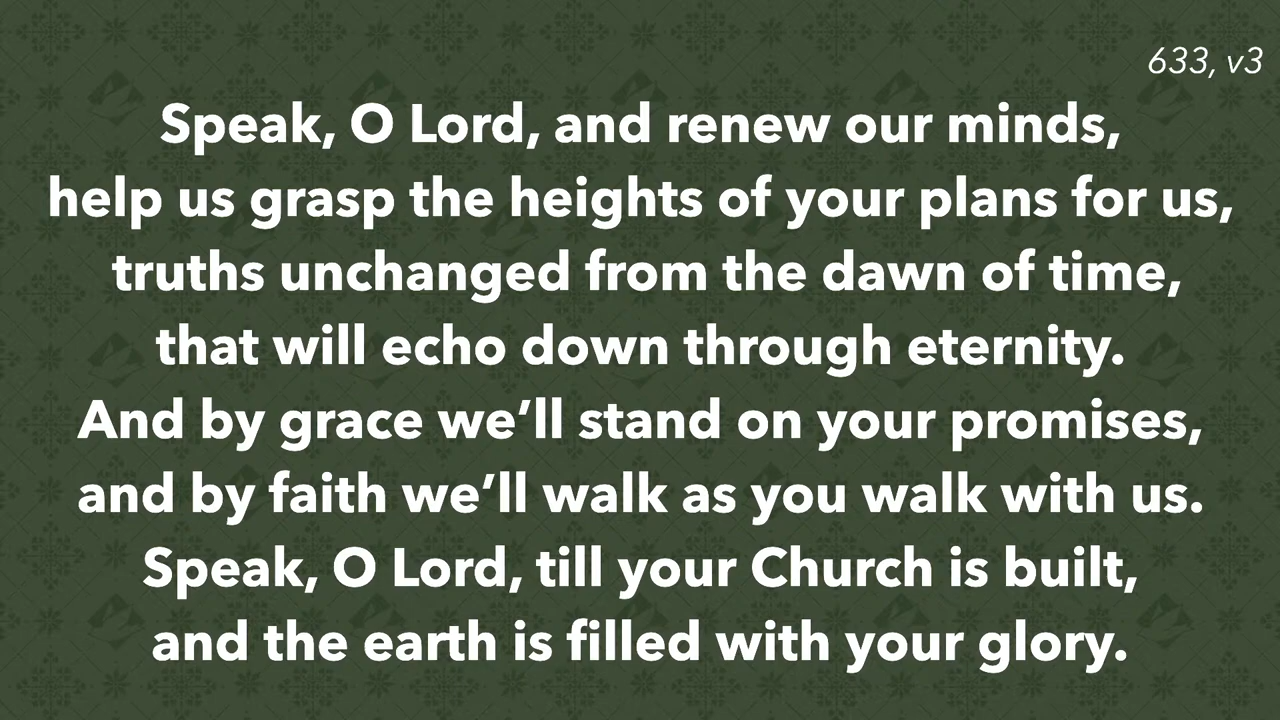 633, v3
Speak, O Lord, and renew our minds,
help us grasp the heights of your plans for us,
truths unchanged from the dawn of time,
that will echo down through eternity.
And by grace we’ll stand on your promises,
and by faith we’ll walk as you walk with us.
Speak, O Lord, till your Church is built,
and the earth is filled with your glory.